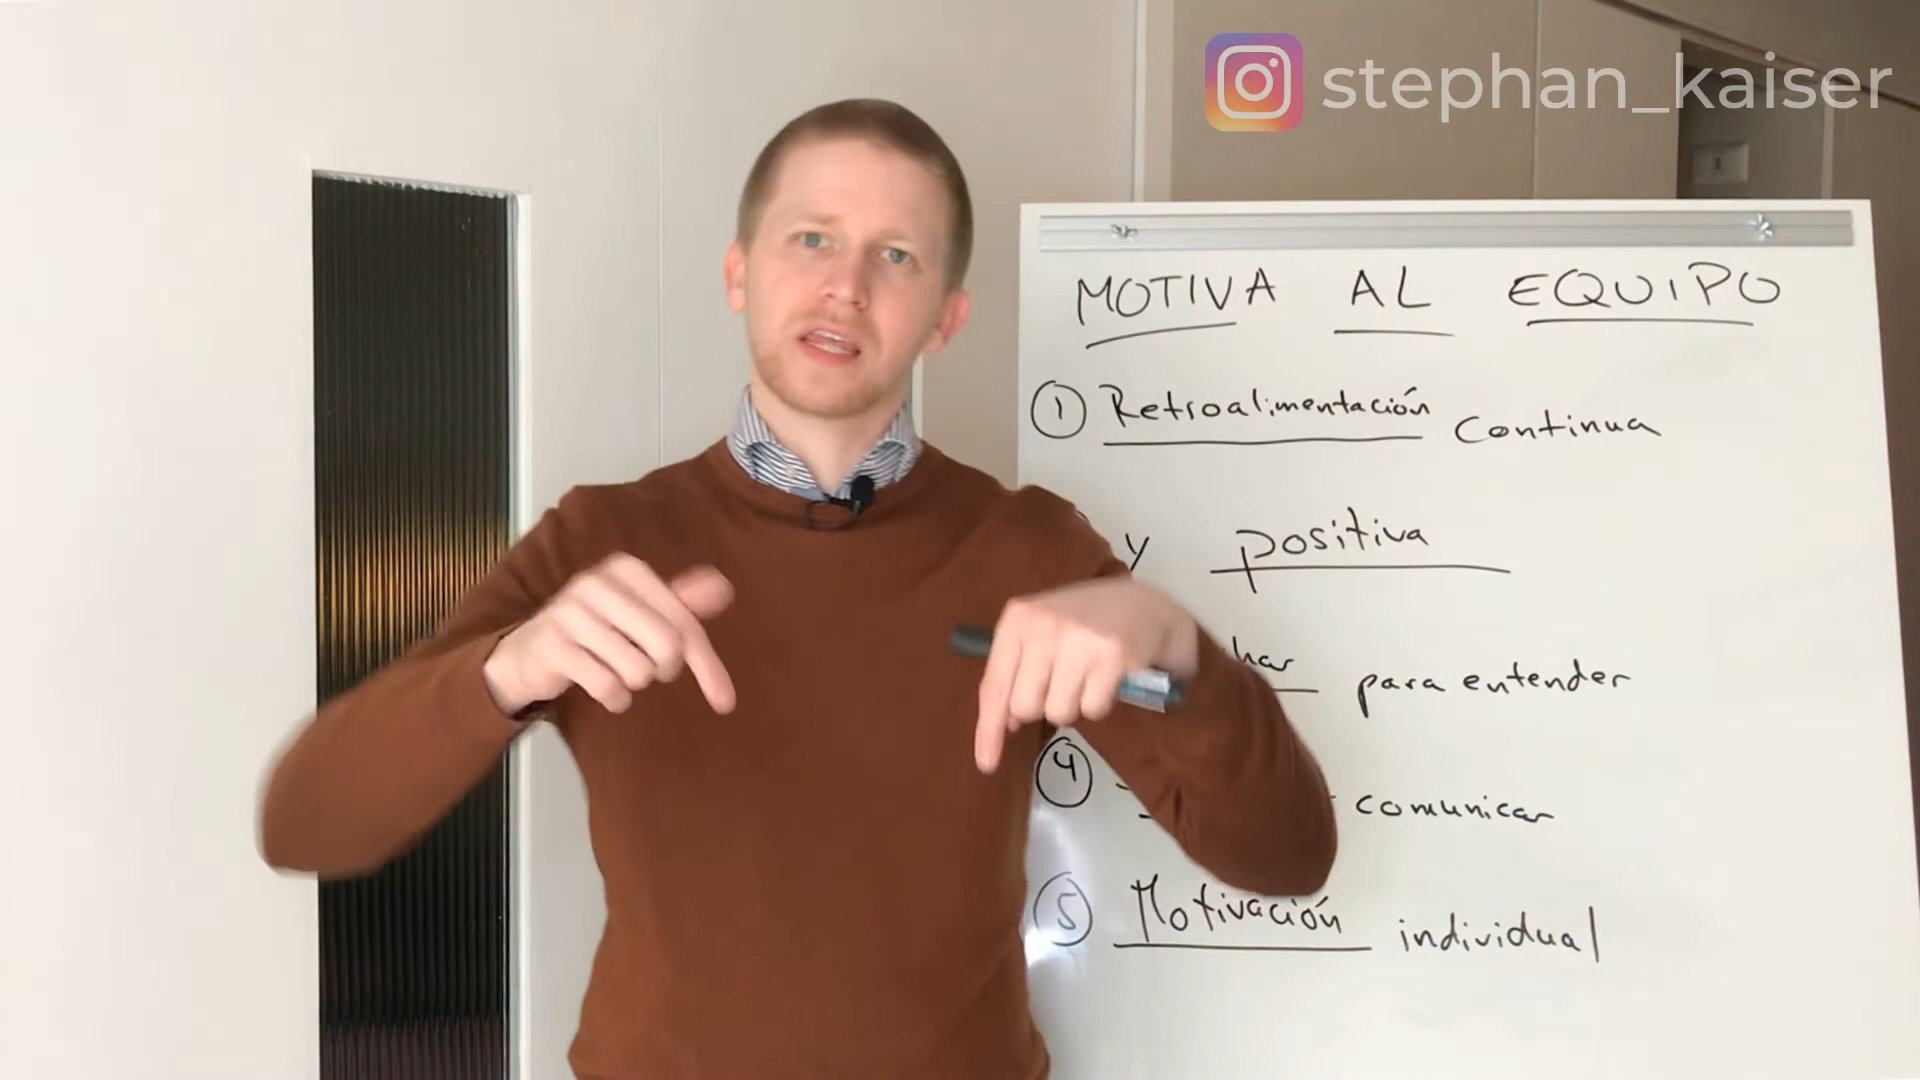 stephan_kaiser
MOTIVA AL EQUIPO
1 Retroalimentación continua
y positiva
para entender
4 comunicar
5 Motivación individual